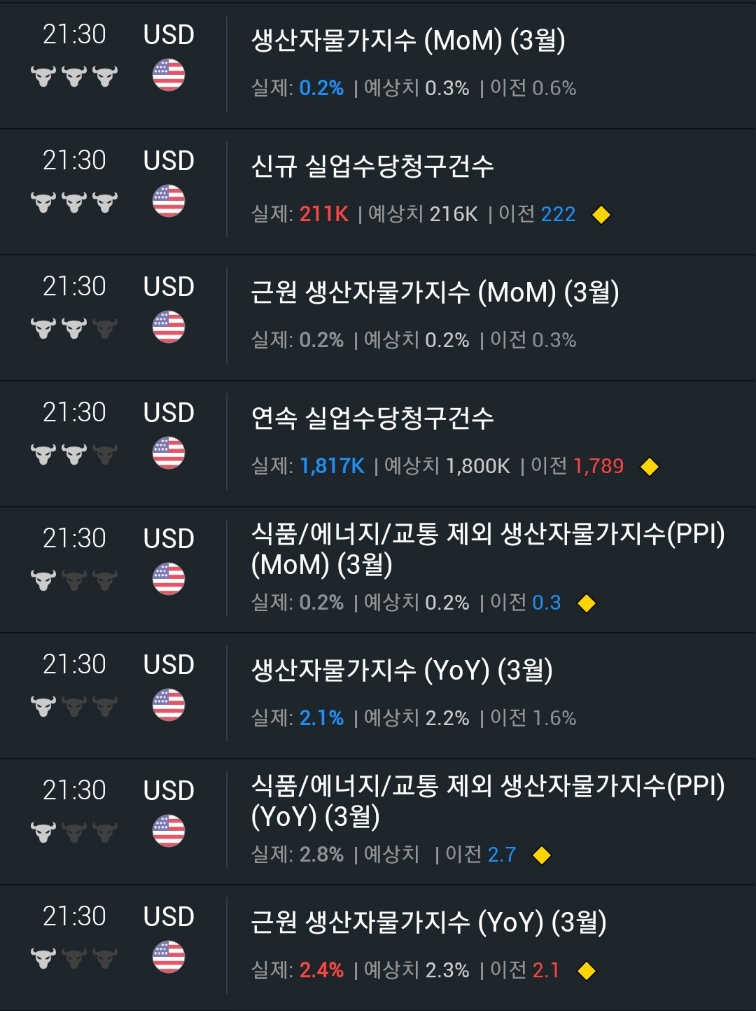 21:30 USD 생산자물가지수 (MoM) (3월)
실제: 0.2% | 예상치 0.3% | 이전 0.6%
21:30 USD 신규 실업수당청구건수
실제: 211K | 예상치 216K | 이전 222
21:30 USD 근원 생산자물가지수 (MoM) (3월)
실제: 0.2% | 예상치 0.2% | 이전 0.3%
21:30 USD 연속 실업수당청구건수
실제: 1,817K | 예상치 1,800K | 이전 1,789
21:30 USD 식품/에너지/교통 제외 생산자물가지수(PPI)
(MoM) (3월)
실제: 0.2% | 예상치 0.2% | 이전 0.3
21:30 USD 생산자물가지수 (YoY) (3월)
실제: 2.1% | 예상치 2.2% | 이전 1.6%
21:30 USD 식품/에너지/교통 제외 생산자물가지수(PPI)
(YoY) (3월)
실제: 2.8% | 예상치 | 이전 2.7
21:30 USD 근원 생산자물가지수 (YoY) (3월)
실제: 2.4% | 예상치 2.3% | 이전 2.1